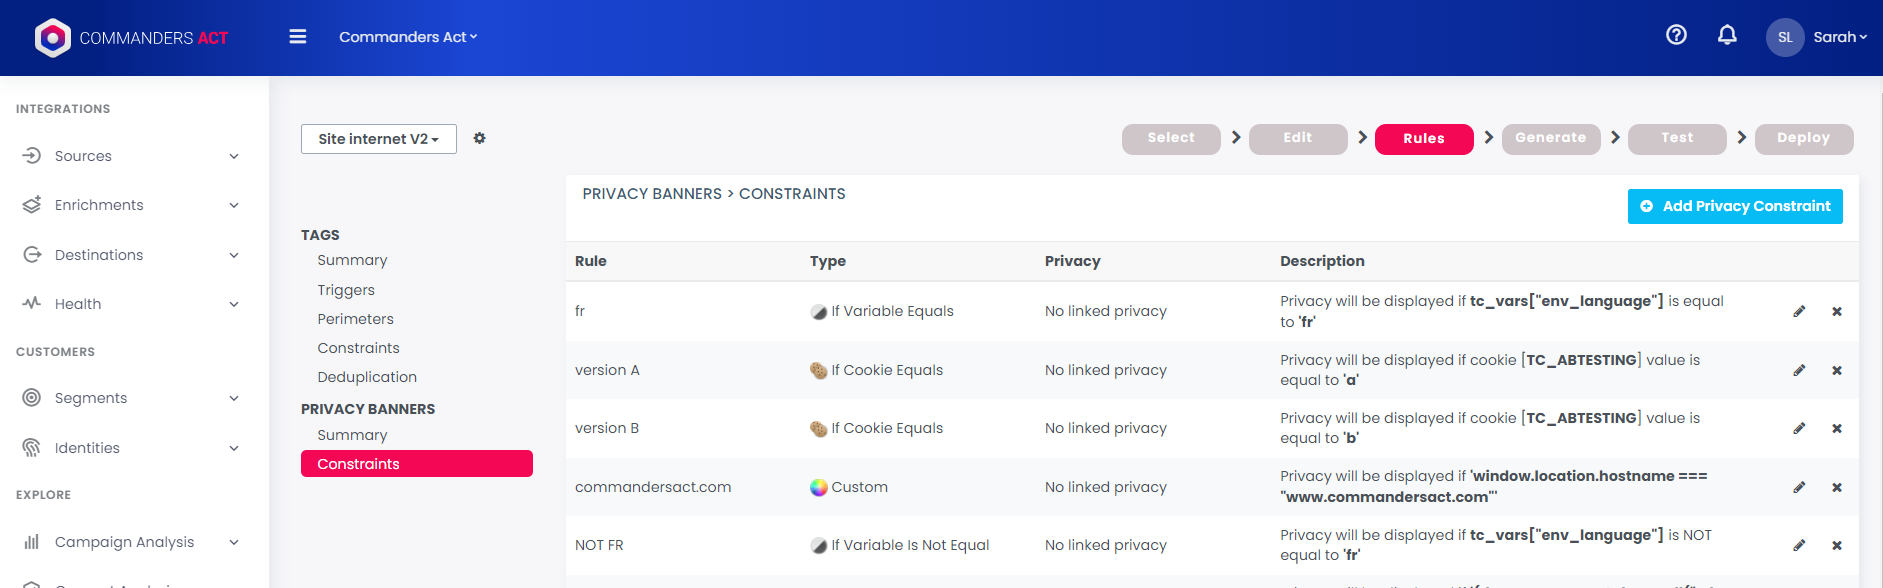 COMMANDERS ACT
Commanders Act
SL
Sarah
INTEGRATIONS
Sources
Enrichments
Destinations
Health
CUSTOMERS
Segments
Identities
EXPLORE
Campaign Analysis
Site internet V2
Select
Edit
Rules
Generate
Test
Deploy
TAGS
Summary
Triggers
Perimeters
Constraints
Deduplication
PRIVACY BANNERS
Summary
Constraints
PRIVACY BANNERS > CONSTRAINTS
Add Privacy Constraint
Rule Type Privacy Description
fr If Variable Equals No linked privacy Privacy will be displayed if tc_vars["env_language"] is equal
to 'fr'
version A If Cookie Equals No linked privacy Privacy will be displayed if cookie [TC_ABTESTING] value is
equal to 'a'
version B If Cookie Equals No linked privacy Privacy will be displayed if cookie [TC_ABTESTING] value is
equal to 'b'
commandersact.com Custom No linked privacy Privacy will be displayed if 'window.location.hostname ===
"www.commandersact.com"'
NOT FR If Variable Is Not Equal No linked privacy Privacy will be displayed if tc_vars["env_language"] is NOT
equal to 'fr'